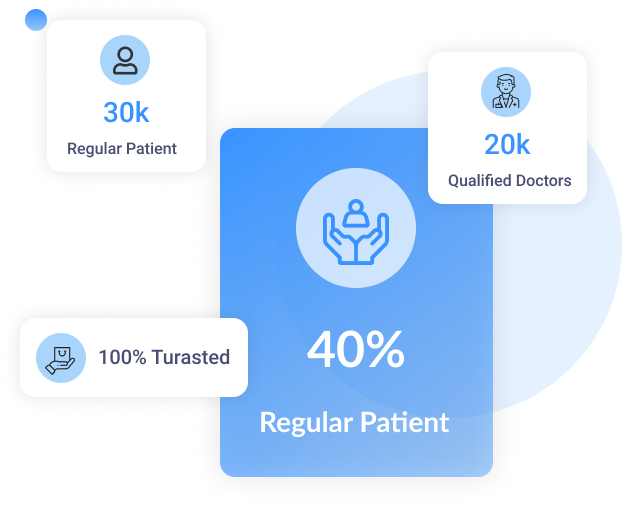 30k
Regular Patient
20k
Qualified Doctors
40%
Regular Patient
100% Turasted